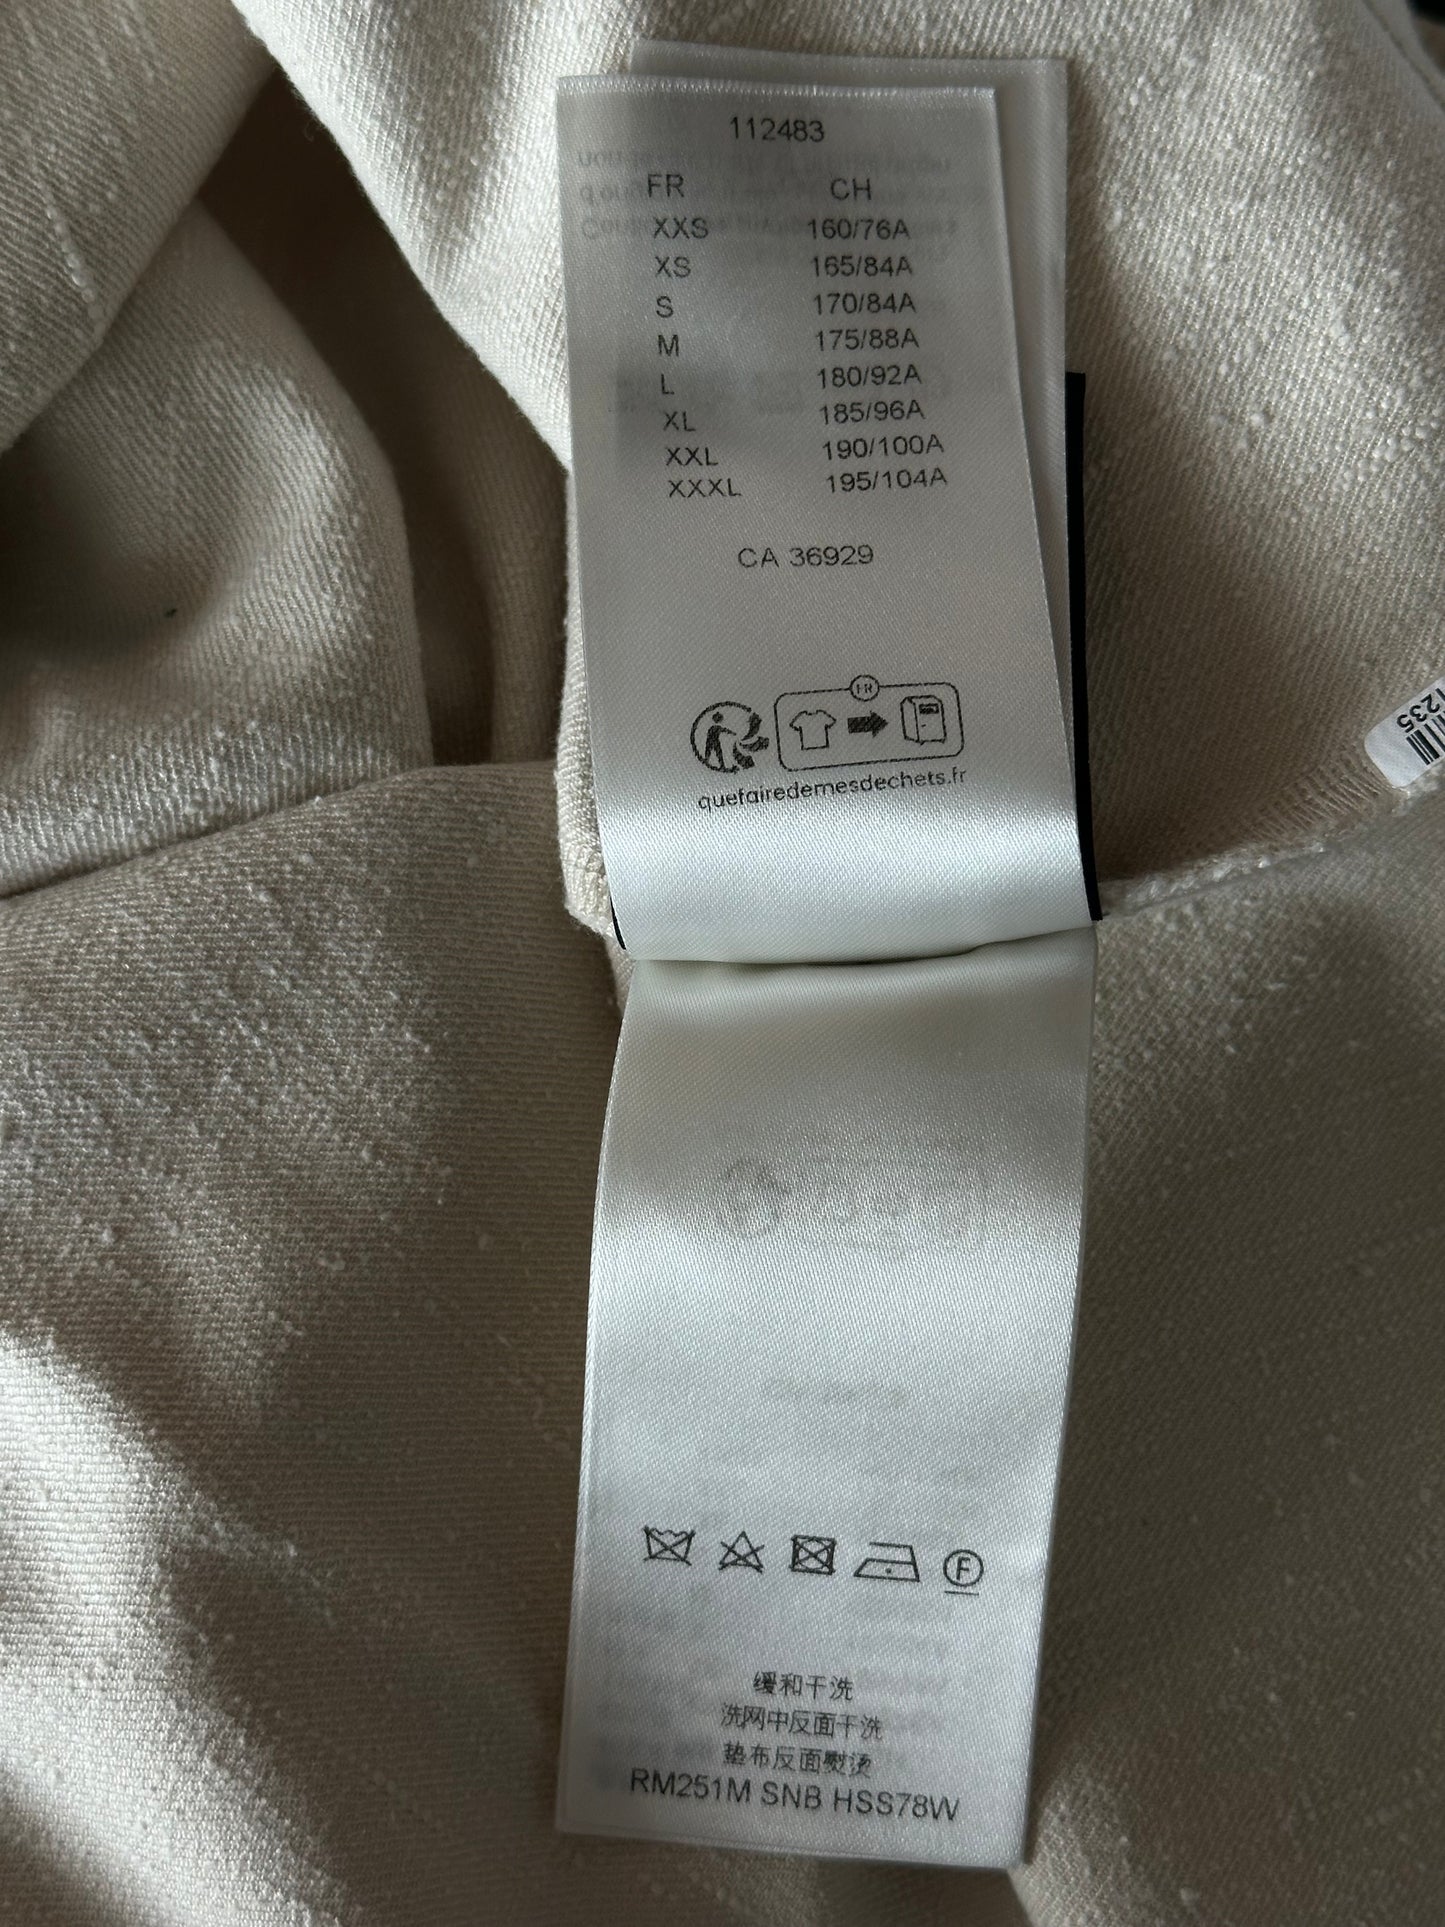 112483
FR CH
XXS 160/76A
XS 165/84A
S 170/84A
M 175/88A
L 180/92A
XL 185/96A
XXL 190/100A
XXXL 195/104A
CA 36929
FR
quefairedemesdechets.fr
1235
F
缓和干洗
洗网中反面干洗
垫布反面熨烫
RM251M SNB HSS78W